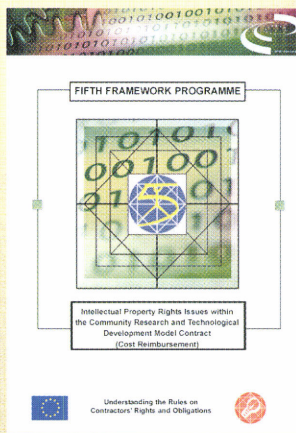 FIFTH FRAMEWORK PROGRAMME
5
Intellectual Property Rights Issues within
the Community Research and Technological
Development Model Contract
(Cost Reimbursement)
Understanding the Rules on
Contractors' Rights and Obligations